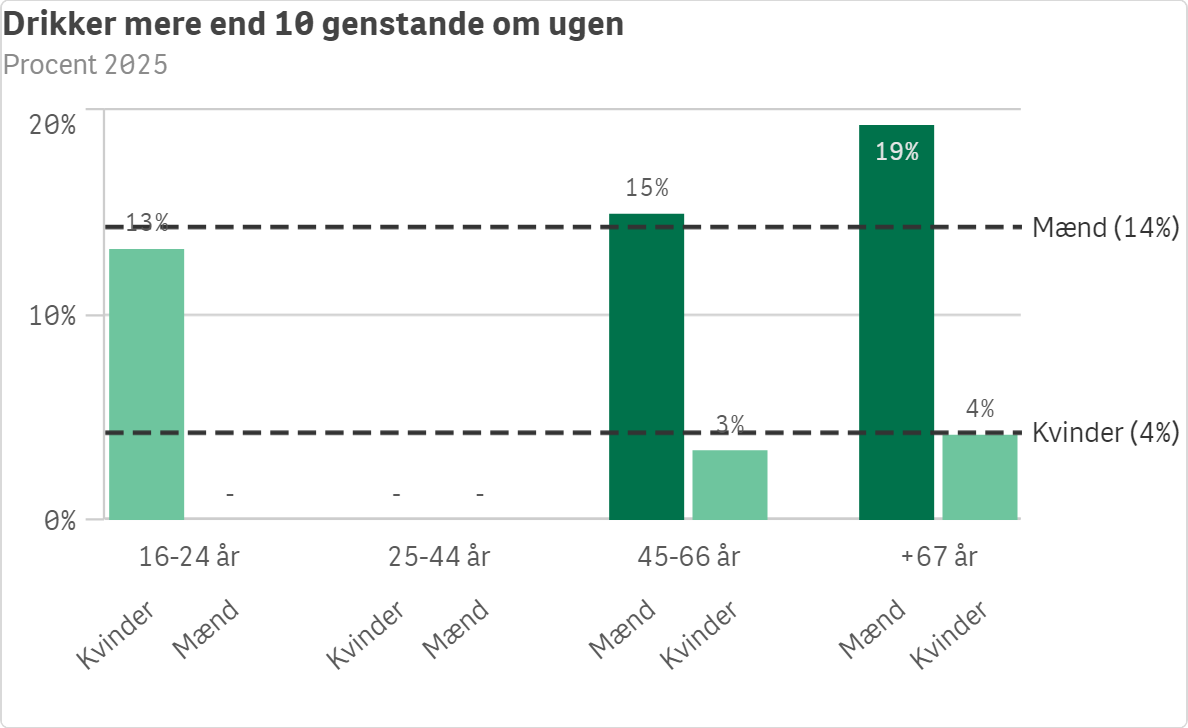 Drikker mere end 10 genstande om ugen
Procent 2025
20%
10%
0%
13%
-
-
-
15%
3%
19%
4%
Mænd (14%)
Kvinder (4%)
16-24 år
25-44 år
45-66 år
+67 år
Kvinder
Mænd
Kvinder
Mænd
Mænd
Kvinder
Mænd
Kvinder